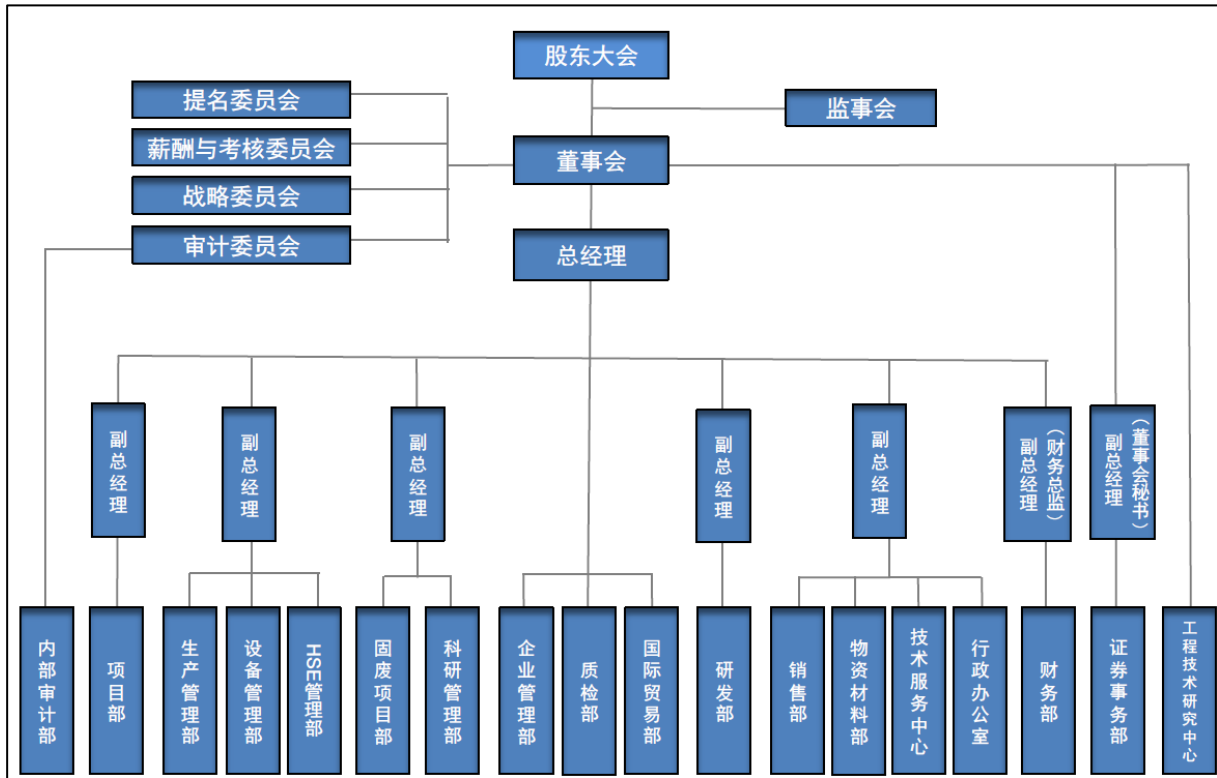 股东大会
提名委员会
监事会
薪酬与考核委员会
董事会
战略委员会
审计委员会
总经理
副总经理
副总经理
副总经理
副总经理
副总经理
副总经理
（财务总监）
副总经理
（董事会秘书）
内部审计部
项目部
生产管理部
设备管理部
HSE管理部
固废项目部
科研管理部
企业管理部
质检部
国际贸易部
研发部
销售部
物资材料部
技术服务中心
行政办公室
财务部
证券事务部
工程技术研究中心